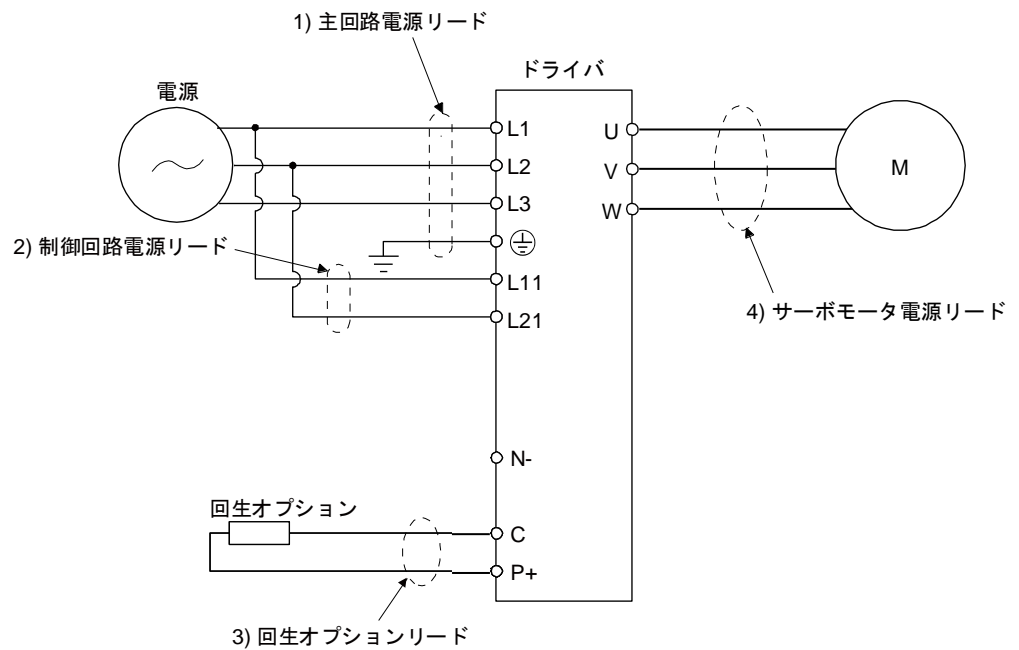 1) 主回路電源リード
ドライバ
電源
L1
U
L2
V
M
L3
W
2) 制御回路電源リード
L11
4) サーボモータ電源リード
L21
N-
回生オプション
C
P+
3) 回生オプションリード